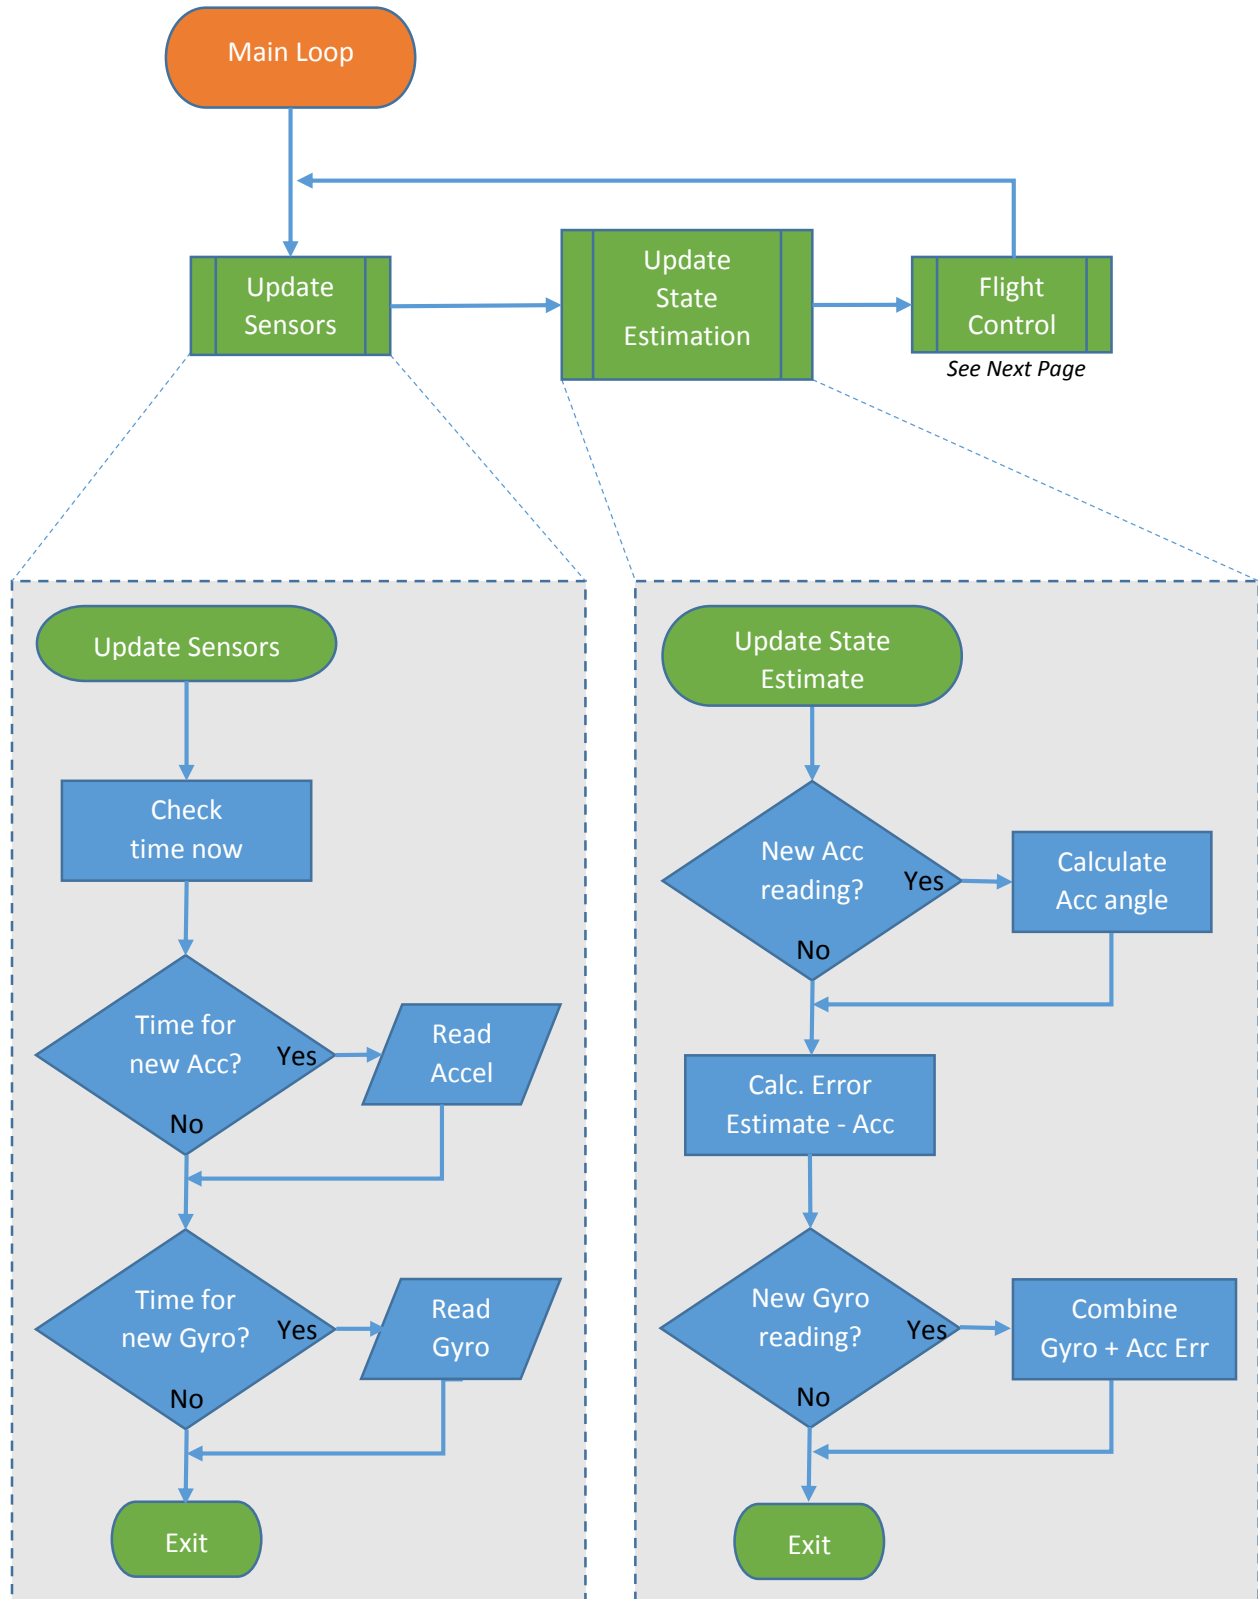 Main Loop
Update
Sensors
Update
State
Estimation
Flight
Control
See Next Page
Update Sensors
Check
time now
Time for
new Acc?
Yes
No
Read
Accel
Time for
new Gyro?
Yes
No
Read
Gyro
Exit
Update State
Estimate
New Acc
reading?
Yes
No
Calculate
Acc angle
Calc. Error
Estimate - Acc
New Gyro
reading?
Yes
No
Combine
Gyro + Acc Err
Exit